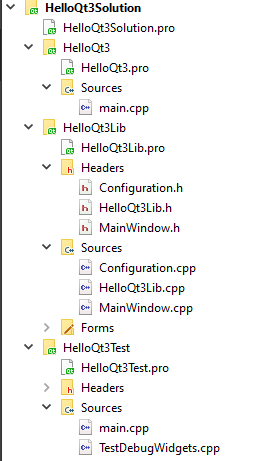 HelloQt3Solution
HelloQt3Solution.pro
HelloQt3
HelloQt3.pro
Sources
main.cpp
HelloQt3Lib
HelloQt3Lib.pro
Headers
Configuration.h
HelloQt3Lib.h
MainWindow.h
Sources
Configuration.cpp
HelloQt3Lib.cpp
MainWindow.cpp
Forms
HelloQt3Test
HelloQt3Test.pro
Headers
Sources
main.cpp
TestDebugWidgets.cpp